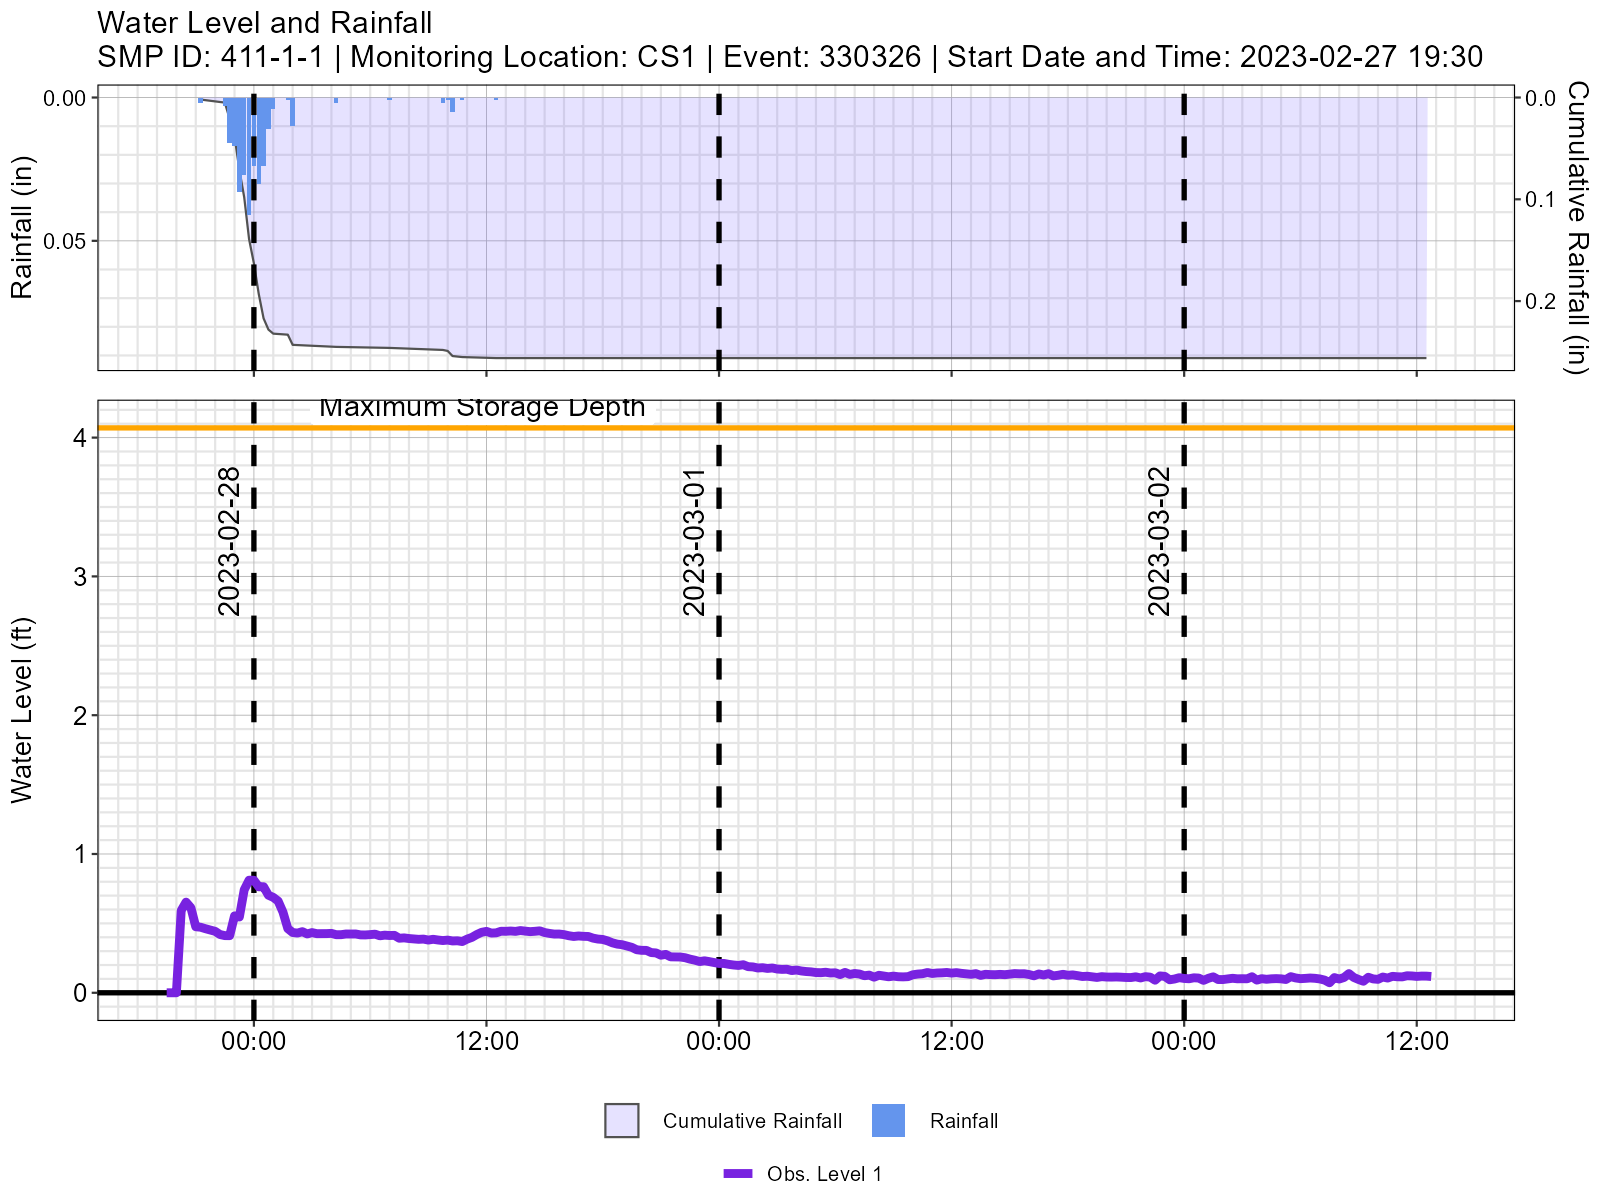 Water Level and Rainfall
SMP ID: 411-1-1 | Monitoring Location: CS1 | Event: 330326 | Start Date and Time: 2023-02-27 19:30
0.00
0.05
Rainfall (in)
0.0
0.1
0.2
Cumulative Rainfall (in)
Maximum Storage Depth
4
3
2
1
0
Water Level (ft)
2023-02-28
2023-03-01
2023-03-02
00:00 12:00 00:00 12:00 00:00 12:00
Cumulative Rainfall Rainfall
Obs. Level 1